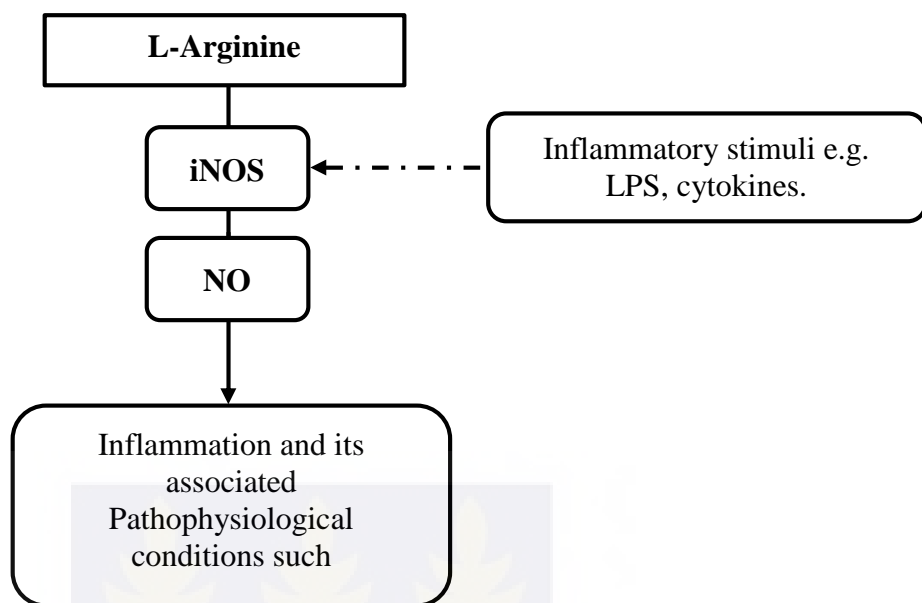 L-Arginine
iNOS
Inflammatory stimuli e.g.
LPS, cytokines.
NO
Inflammation and its
associated
Pathophysiological
conditions such